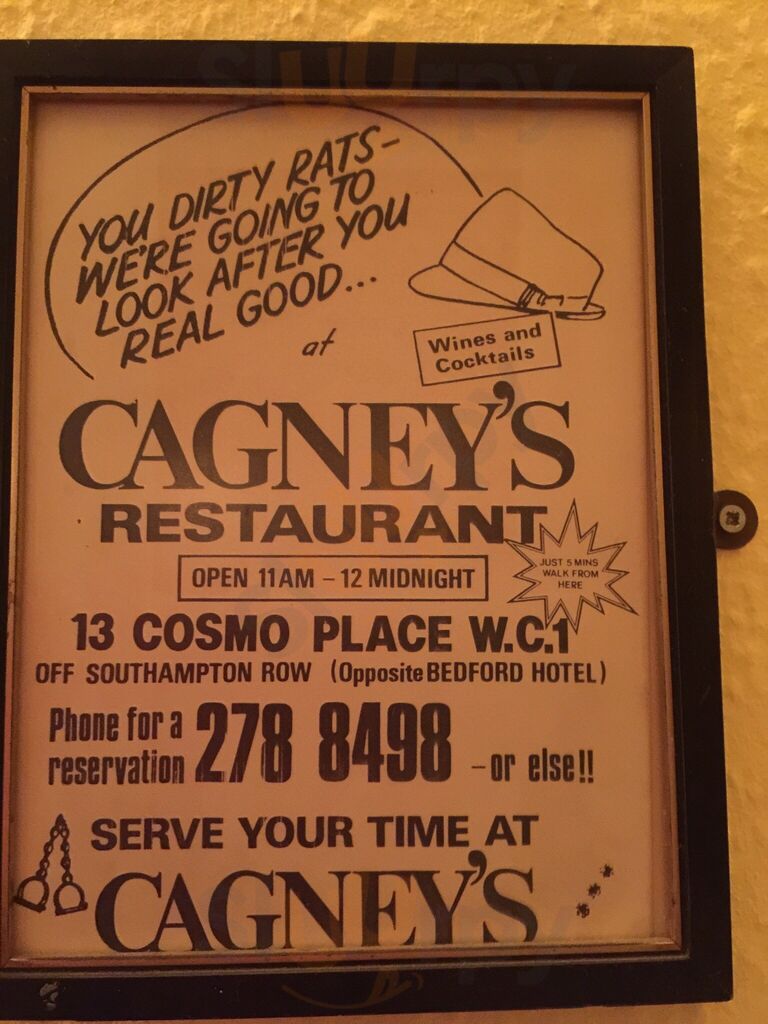 YOU DIRTY RATS-
WE'RE GOING TO
LOOK AFTER YOU
REAL GOOD...
at
Wines and
Cocktails
CAGNEY'S
RESTAURANT
JUST 5 MINS
WALK FROM
HERE
OPEN 11AM - 12 MIDNIGHT
13 COSMO PLACE W.C.1
OFF SOUTHAMPTON ROW (Opposite BEDFORD HOTEL)
Phone for a
reservation 278 8498 - or else!!
SERVE YOUR TIME AT
CAGNEY'S